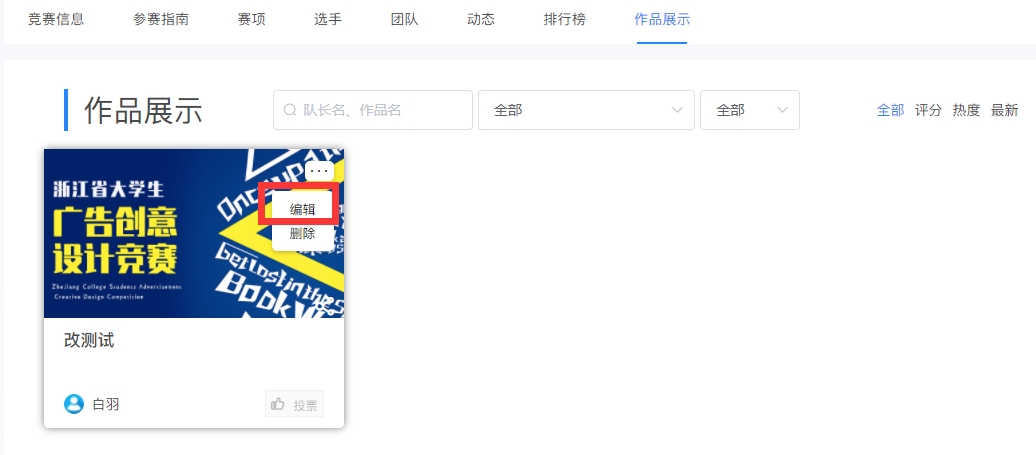 竞赛信息 参赛指南 赛项 选手 团队 动态 排行榜 作品展示
作品展示 队长名、作品名 全部 全部 全部 评分 热度 最新
...
编辑
删除
浙江省大学生
广告创意
设计竞赛
Zhejiang College Students Advertisement
Creative Design Competition
bet lost in the
改测试
白羽 投票